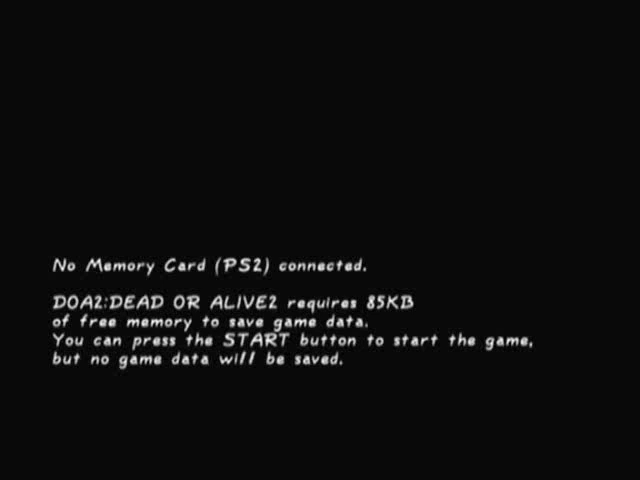 No Memory Card (PS2) connected.
DOA2:DEAD OR ALIVE2 requires 85KB
of free memory to save game data.
You can press the START button to start the game,
but no game data will be saved.